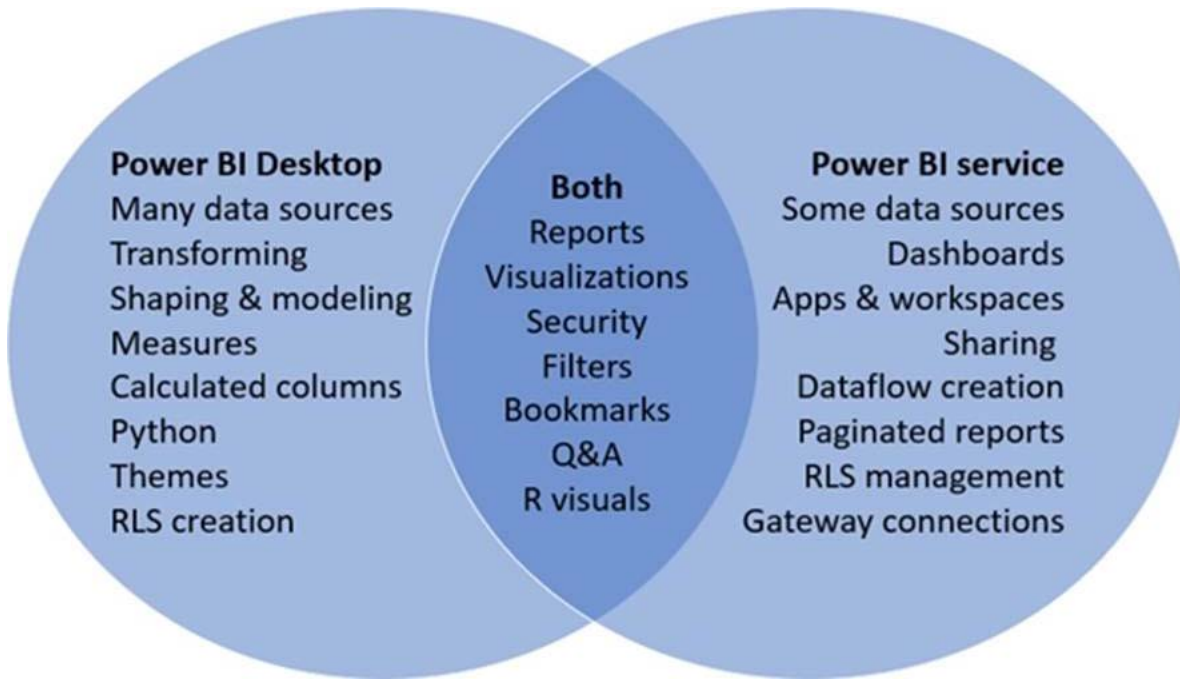 Power BI Desktop
Many data sources
Transforming
Shaping & modeling
Measures
Calculated columns
Python
Themes
RLS creation
Both
Reports
Visualizations
Security
Filters
Bookmarks
Q&A
R visuals
Power BI service
Some data sources
Dashboards
Apps & workspaces
Sharing
Dataflow creation
Paginated reports
RLS management
Gateway connections